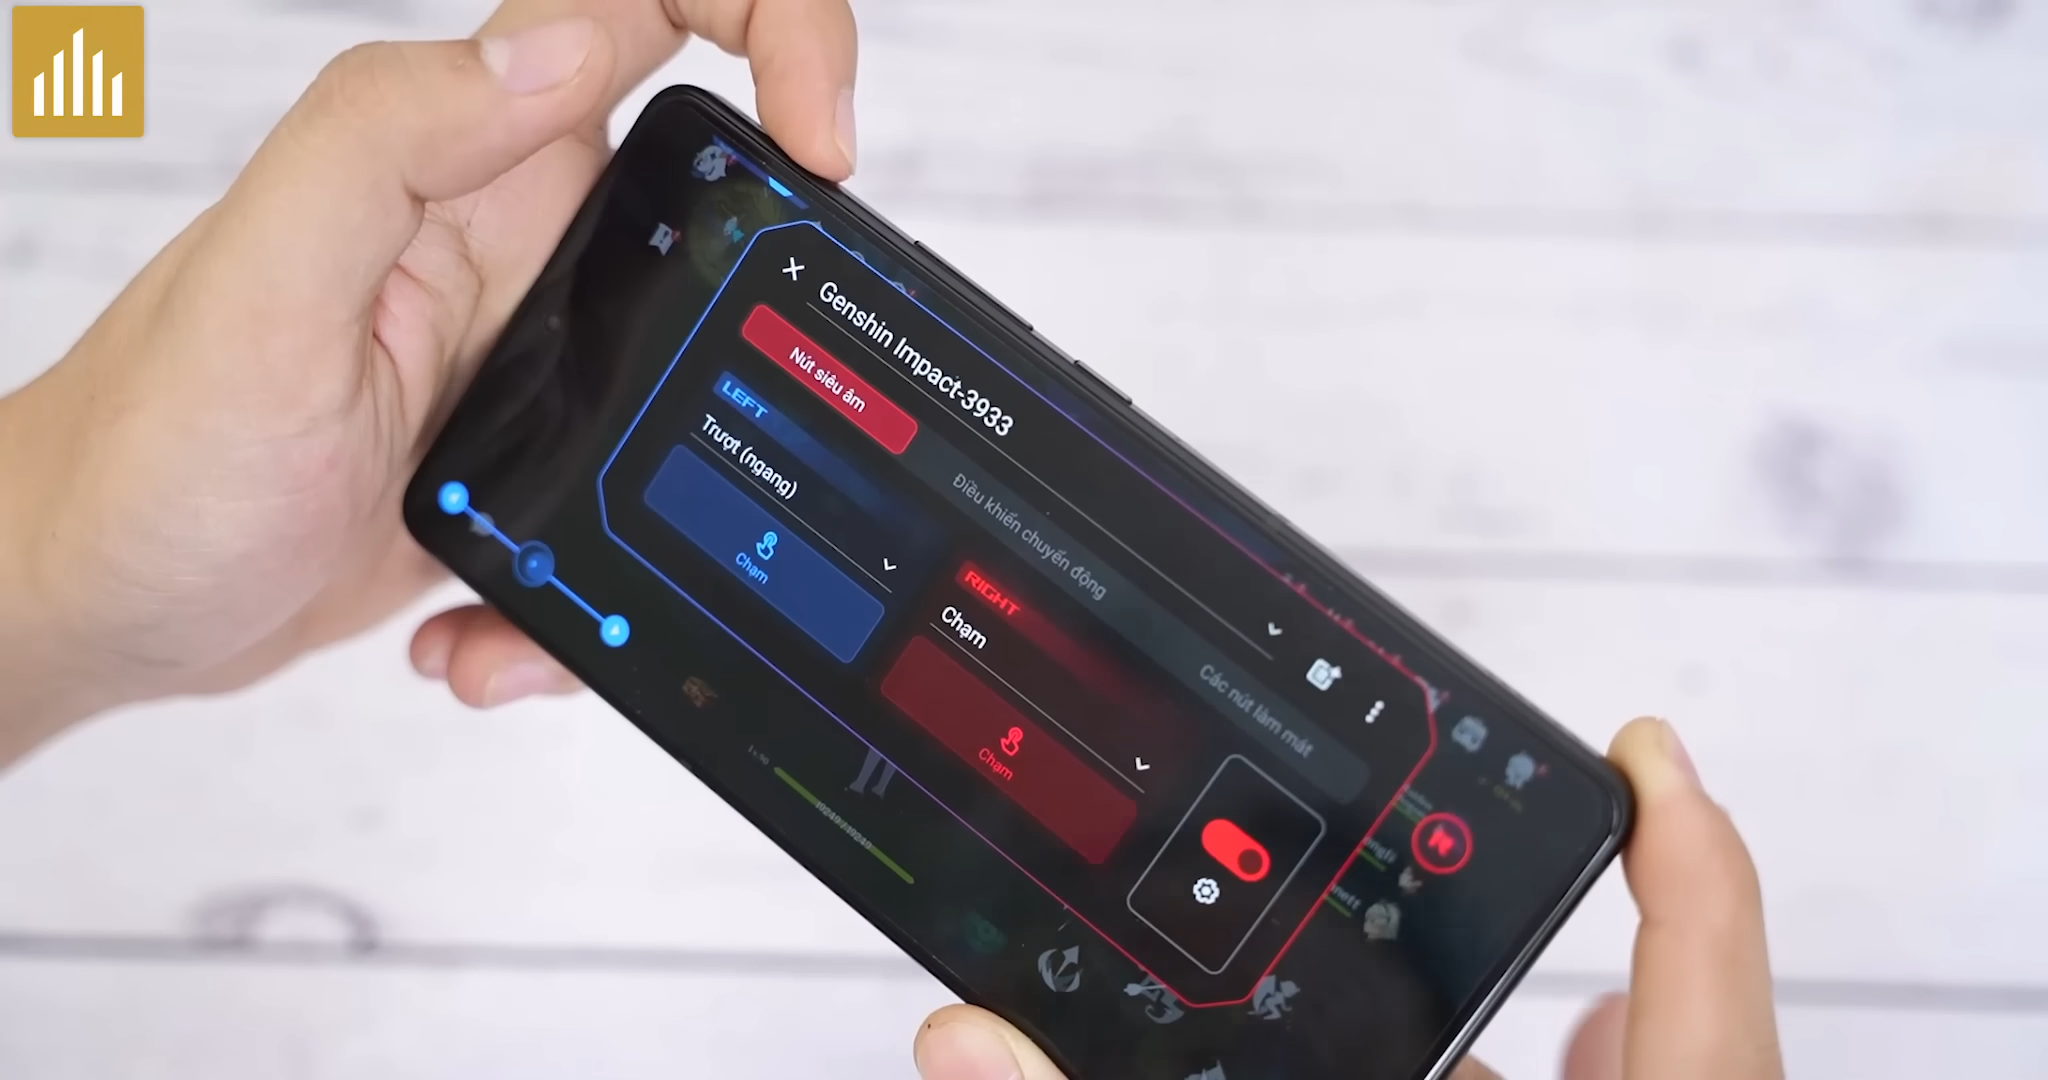 Genshin Impact-3933
Nút siêu âm
Điều khiển chuyển động
Các nút làm mát
LEFT
Trượt (ngang)
Chạm
RIGHT
Chạm
Chạm